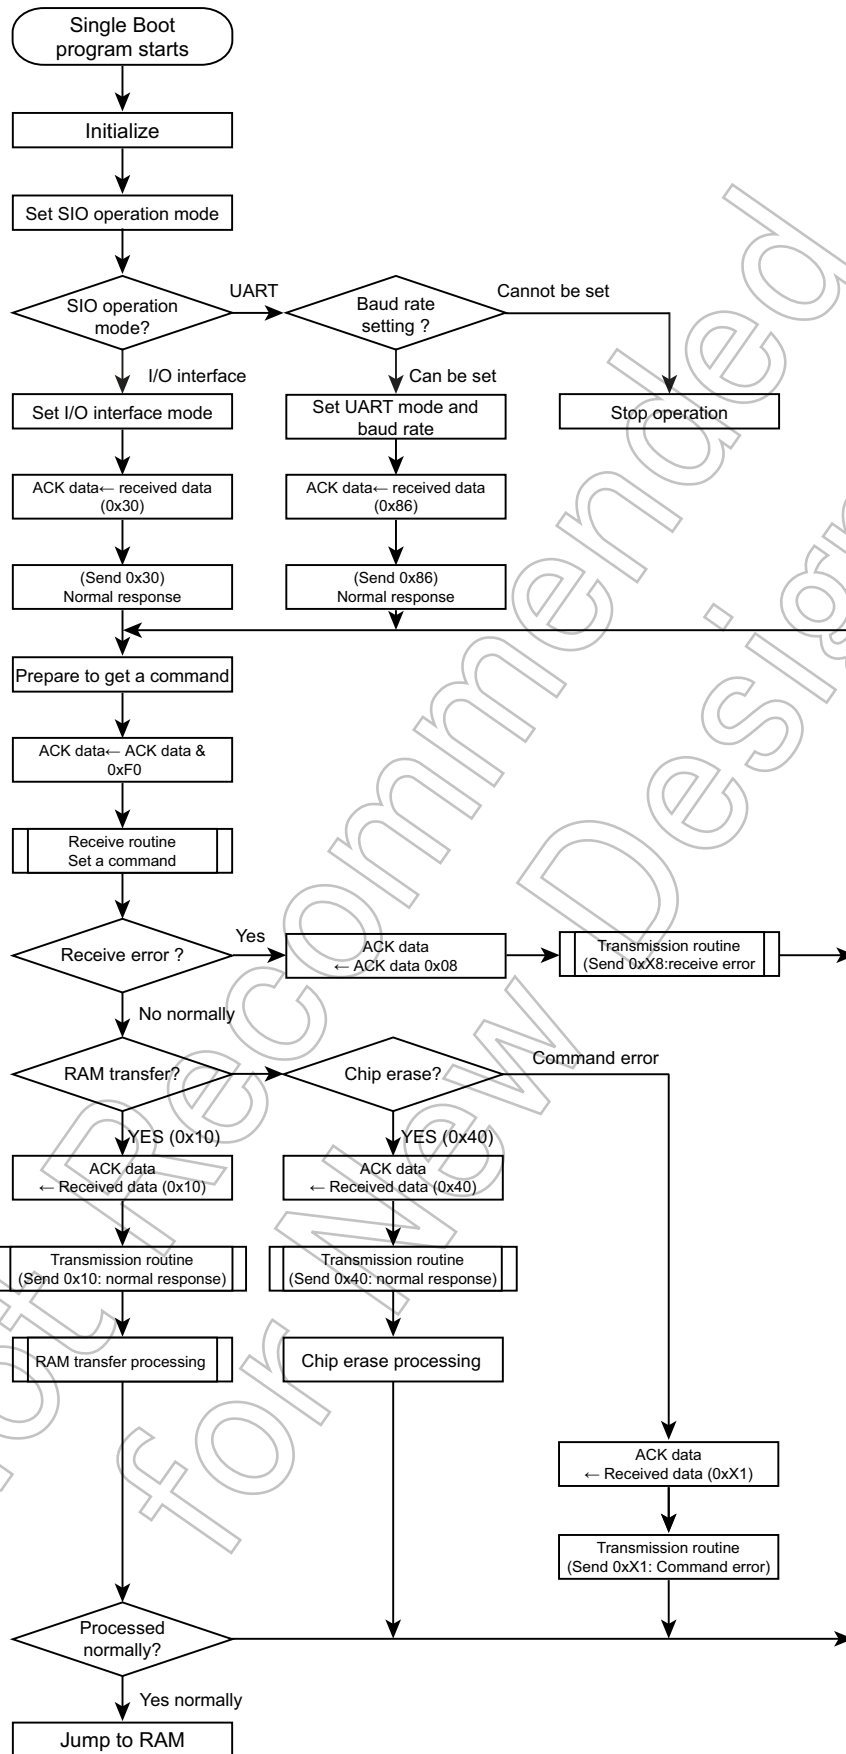 Single Boot
program starts
Initialize
Set SIO operation mode
SIO operation
mode?
UART
Baud rate
setting ?
Cannot be set
I/O interface
Can be set
Set I/O interface mode
Set UART mode and
baud rate
Stop operation
ACK data← received data
(0x30)
ACK data← received data
(0x86)
(Send 0x30)
Normal response
(Send 0x86)
Normal response
Prepare to get a command
ACK data← ACK data &
0xF0
Receive routine
Set a command
Receive error ?
Yes
ACK data
← ACK data 0x08
Transmission routine
(Send 0xX8:receive error
No normally
RAM transfer?
Chip erase?
Command error
YES (0x10)
YES (0x40)
ACK data
← Received data (0x10)
ACK data
← Received data (0x40)
Transmission routine
(Send 0x10: normal response)
Transmission routine
(Send 0x40: normal response)
RAM transfer processing
Chip erase processing
ACK data
← Received data (0xX1)
Transmission routine
(Send 0xX1: Command error)
Processed
normally?
Yes normally
Jump to RAM
Not Recommended
for New Design